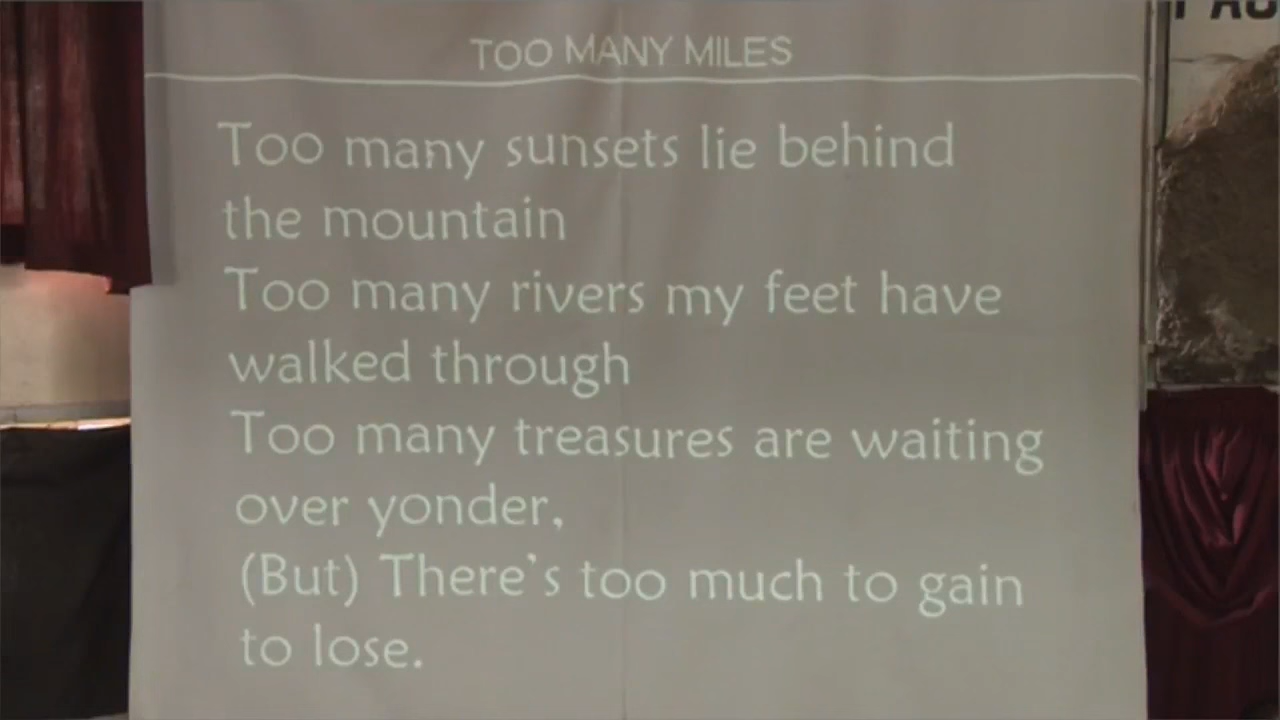 TOO MANY MILES
Too many sunsets lie behind
the mountain
Too many rivers my feet have
walked through
Too many treasures are waiting
over yonder,
(But) There's too much to gain
to lose.